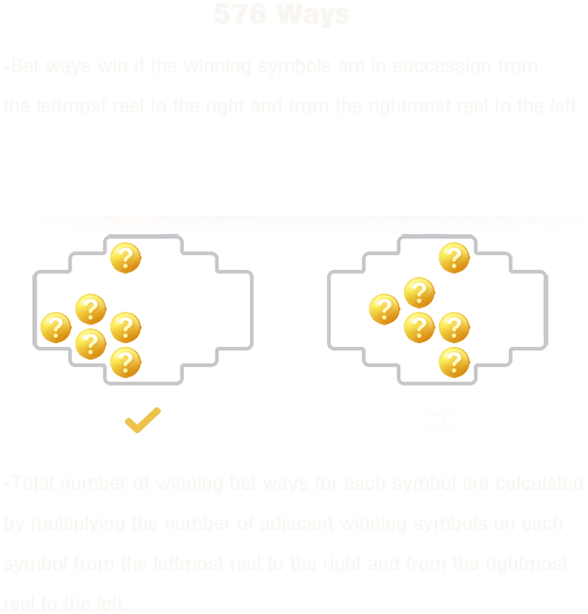 576 Ways
-Bet ways win if the winning symbols are in succession from
the leftmost reel to the right and from the rightmost reel to the left.
?
? ?
? ?
?
?
?
? ?
? ?
?
?
-Total number of winning bet ways for each symbol are calculated
by multiplying the number of adjacent winning symbols on each
symbol from the leftmost reel to the right and from the rightmost
reel to the left.